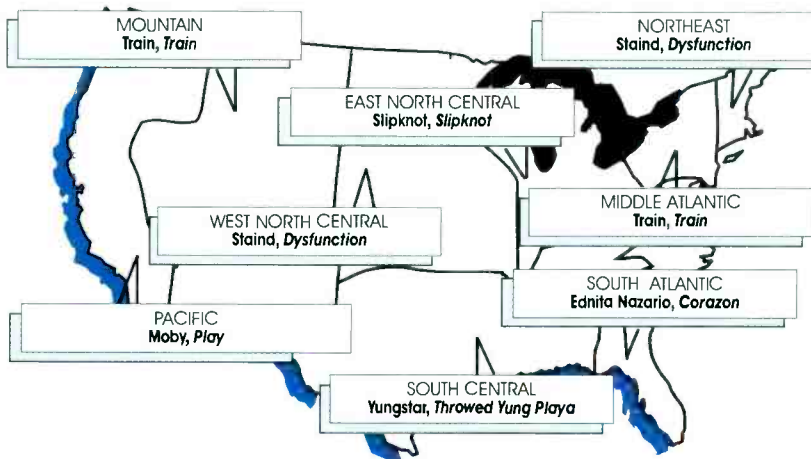 MOUNTAIN
Train, Train
NORTHEAST
Staind, Dysfunction
EAST NORTH CENTRAL
Slipknot, Slipknot
WEST NORTH CENTRAL
Staind, Dysfunction
MIDDLE ATLANTIC
Train, Train
SOUTH ATLANTIC
Ednita Nazario, Corazon
PACIFIC
Moby, Play
SOUTH CENTRAL
Yungstar, Throwed Yung Playa